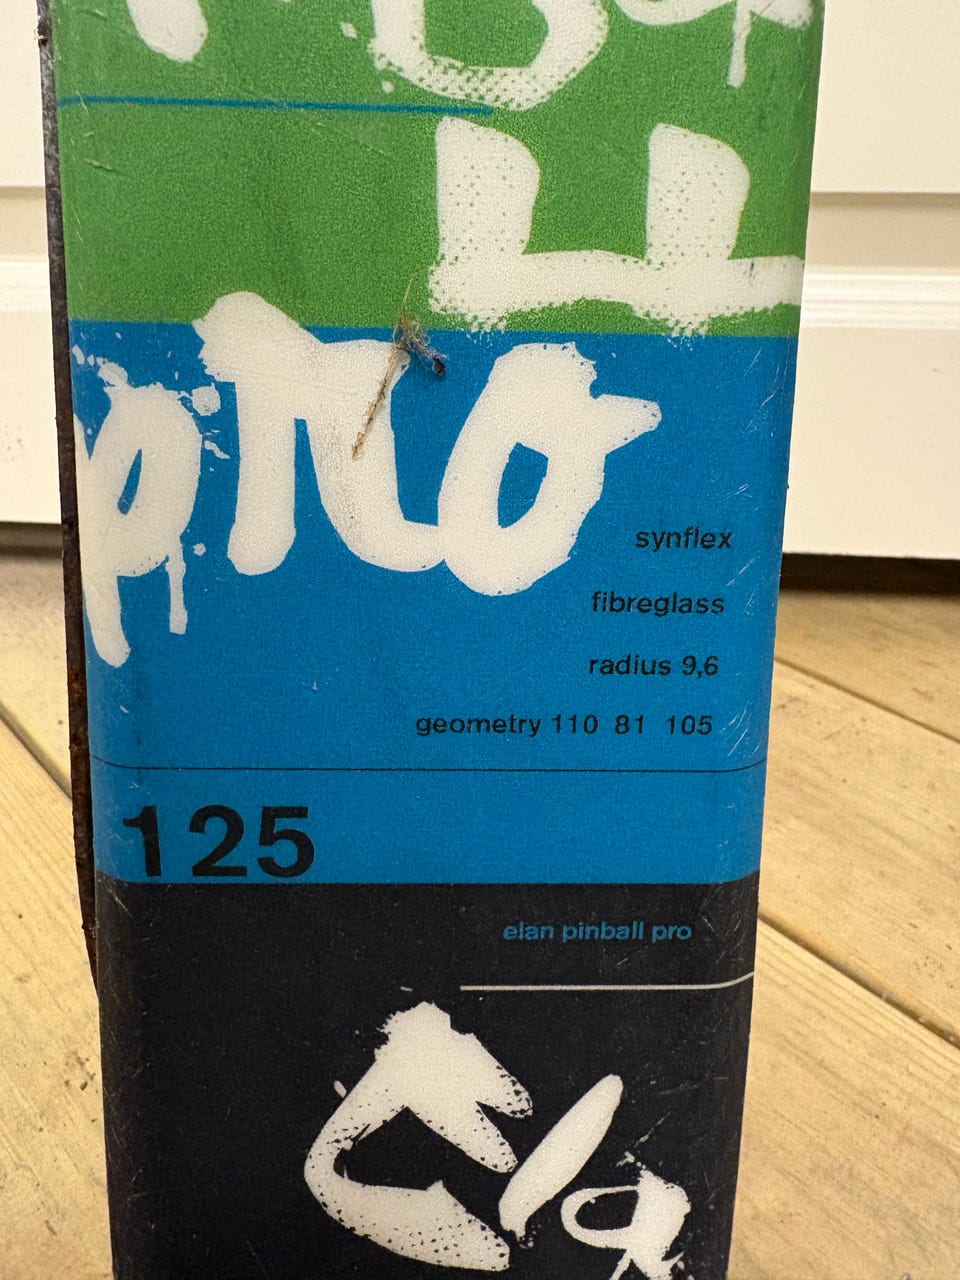 pro
synflex
fibreglass
radius 9,6
geometry 110 81 105
125
elan pinball pro